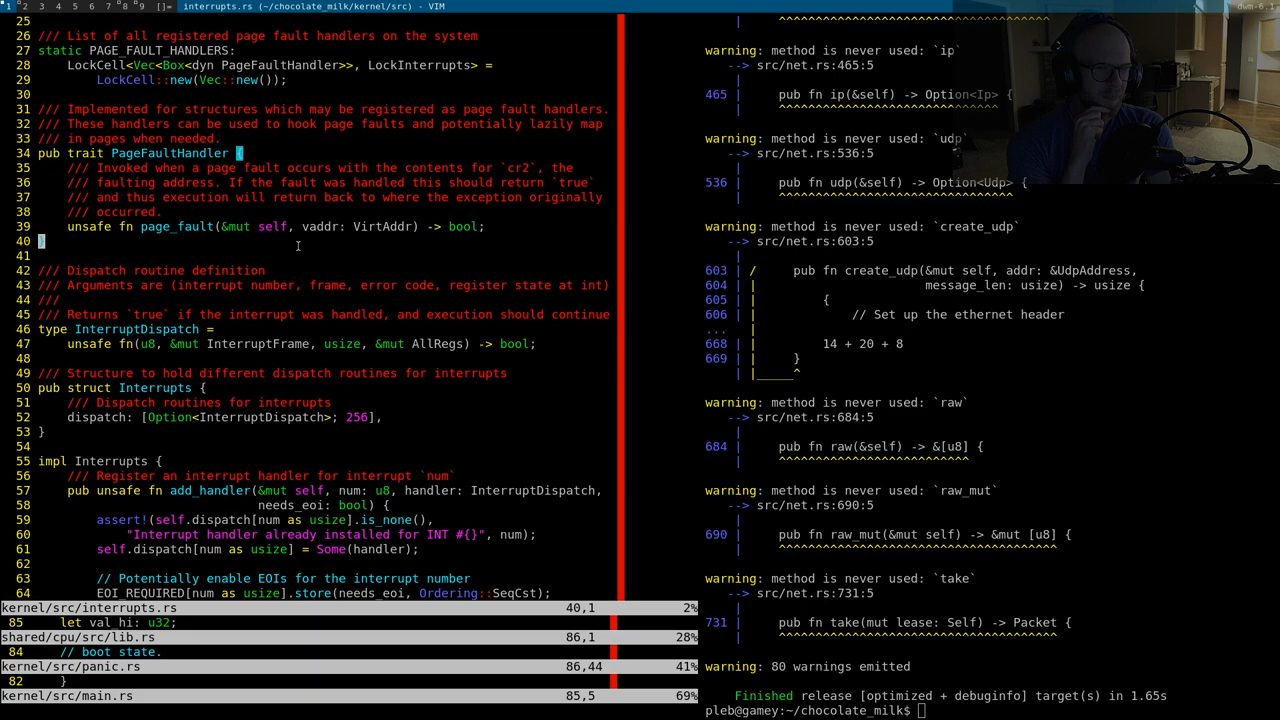 1 2 3 4 5 6 7 8 9 []= interrupts.rs (~/chocolate_milk/kernel/src) - VIM dwm-6.1
25
26 /// List of all registered page fault handlers on the system
27 static PAGE_FAULT_HANDLERS:
28 LockCell<Vec<Box<dyn PageFaultHandler>>, LockInterrupts> =
29 LockCell::new(Vec::new());
30
31 /// Implemented for structures which may be registered as page fault handlers.
32 /// These handlers can be used to hook page faults and potentially lazily map
33 /// in pages when needed.
34 pub trait PageFaultHandler {
35 /// Invoked when a page fault occurs with the contents for `cr2`, the
36 /// faulting address. If the fault was handled this should return `true`
37 /// and thus execution will return back to where the exception originally
38 /// occurred.
39 unsafe fn page_fault(&mut self, vaddr: VirtAddr) -> bool;
40 }
41
42 /// Dispatch routine definition
43 /// Arguments are (interrupt number, frame, error code, register state at int)
44 ///
45 /// Returns `true` if the interrupt was handled, and execution should continue
46 type InterruptDispatch =
47 unsafe fn(u8, &mut InterruptFrame, usize, &mut AllRegs) -> bool;
48
49 /// Structure to hold different dispatch routines for interrupts
50 pub struct Interrupts {
51 /// Dispatch routines for interrupts
52 dispatch: [Option<InterruptDispatch>; 256],
53 }
54
55 impl Interrupts {
56 /// Register an interrupt handler for interrupt `num`
57 pub unsafe fn add_handler(&mut self, num: u8, handler: InterruptDispatch,
58 needs_eoi: bool) {
59 assert!(self.dispatch[num as usize].is_none(),
60 "Interrupt handler already installed for INT #{}", num);
61 self.dispatch[num as usize] = Some(handler);
62
63 // Potentially enable EOIs for the interrupt number
64 EOI_REQUIRED[num as usize].store(needs_eoi, Ordering::SeqCst);
kernel/src/interrupts.rs 40,1 2%
85 let val_hi: u32;
shared/cpu/src/lib.rs 86,1 28%
84 // boot state.
kernel/src/panic.rs 86,44 41%
82 }
kernel/src/main.rs 85,5 69%
| ^^^^^^^^^^^^^^^^^^^^^^^^^^^^^^^^^^^^^
warning: method is never used: `ip`
--> src/net.rs:465:5
|
465 | pub fn ip(&self) -> Option<Ip> {
| ^^^^^^^^^^^^^^^^^^^^^^^^^^^^^^
warning: method is never used: `udp`
--> src/net.rs:536:5
|
536 | pub fn udp(&self) -> Option<Udp> {
| ^^^^^^^^^^^^^^^^^^^^^^^^^^^^^^^^
warning: method is never used: `create_udp`
--> src/net.rs:603:5
|
603 | / pub fn create_udp(&mut self, addr: &UdpAddress,
604 | | message_len: usize) -> usize {
605 | | {
606 | | // Set up the ethernet header
... |
668 | | 14 + 20 + 8
669 | | }
| |_____^
warning: method is never used: `raw`
--> src/net.rs:684:5
|
684 | pub fn raw(&self) -> &[u8] {
| ^^^^^^^^^^^^^^^^^^^^^^^^^^
warning: method is never used: `raw_mut`
--> src/net.rs:690:5
|
690 | pub fn raw_mut(&mut self) -> &mut [u8] {
| ^^^^^^^^^^^^^^^^^^^^^^^^^^^^^^^^^^^^^^
warning: method is never used: `take`
--> src/net.rs:731:5
|
731 | pub fn take(mut lease: Self) -> Packet {
| ^^^^^^^^^^^^^^^^^^^^^^^^^^^^^^^^^^^^^^
warning: 80 warnings emitted
Finished release [optimized + debuginfo] target(s) in 1.65s
pleb@gamey:~/chocolate_milk$